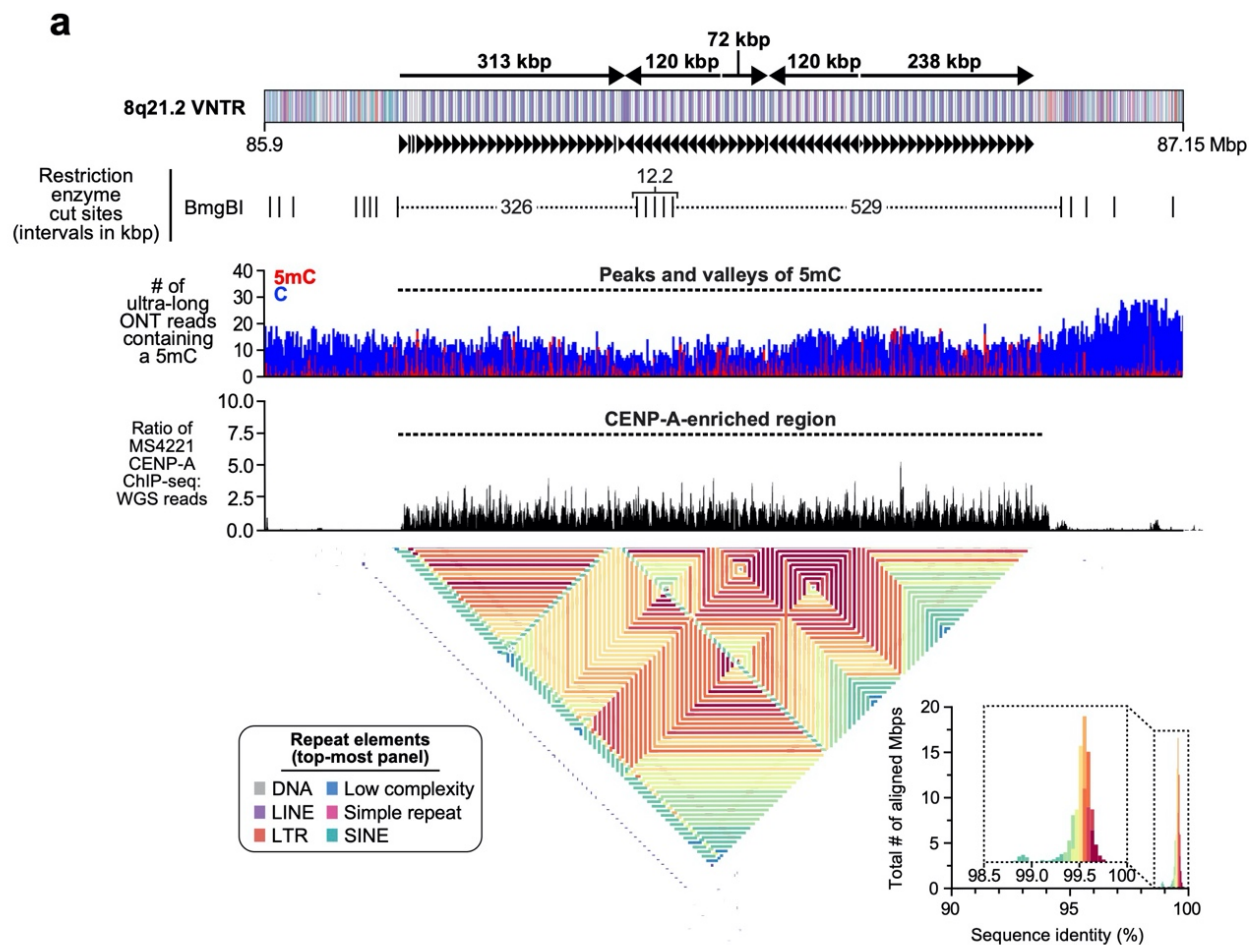 a
72 kbp
313 kbp
120 kbp
120 kbp
238 kbp
8q21.2 VNTR
85.9
87.15 Mbp
Restriction
enzyme
cut sites
(intervals in kbp)
BmgBI
326
12.2
529
# of
ultra-long
ONT reads
containing
a 5mC
40
30
20
10
0
5mC
C
Peaks and valleys of 5mC
Ratio of
MS4221
CENP-A
ChIP-seq:
WGS reads
10.0
7.5
5.0
2.5
0.0
CENP-A-enriched region
Repeat elements
(top-most panel)
DNA
Low complexity
LINE
Simple repeat
LTR
SINE
Total # of aligned Mbps
20
15
10
5
0
98.5
99.0
99.5
100
90
95
100
Sequence identity (%)